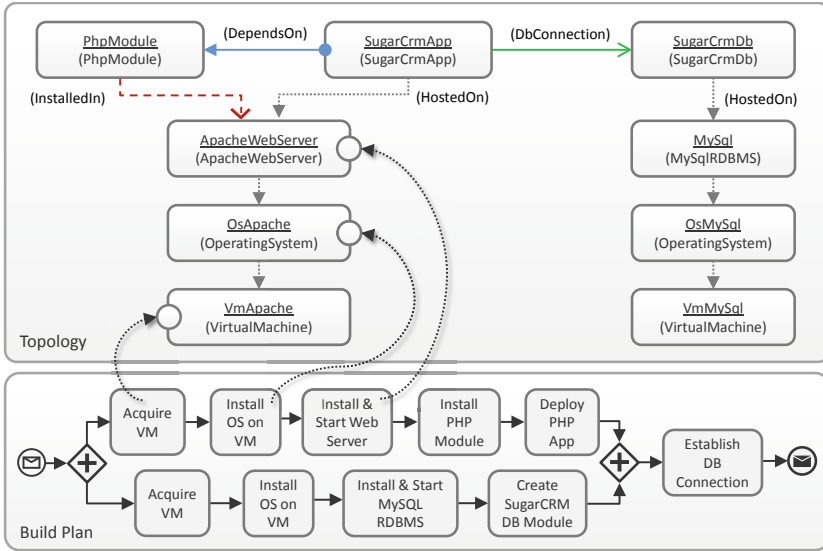 PhpModule
(PhpModule)
(DependsOn)
SugarCrmApp
(SugarCrmApp)
(DbConnection)
SugarCrmDb
(SugarCrmDb)
(InstalledIn)
(HostedOn)
(HostedOn)
ApacheWebServer
(ApacheWebServer)
MySql
(MySqlRDBMS)
OsApache
(OperatingSystem)
OsMySql
(OperatingSystem)
VmApache
(VirtualMachine)
VmMySql
(VirtualMachine)
Topology
Acquire
VM
Install
OS on
VM
Install &
Start Web
Server
Install
PHP
Module
Deploy
PHP
App
Establish
DB
Connection
Acquire
VM
Install
OS on
VM
Install & Start
MySQL
RDBMS
Create
SugarCRM
DB Module
Build Plan